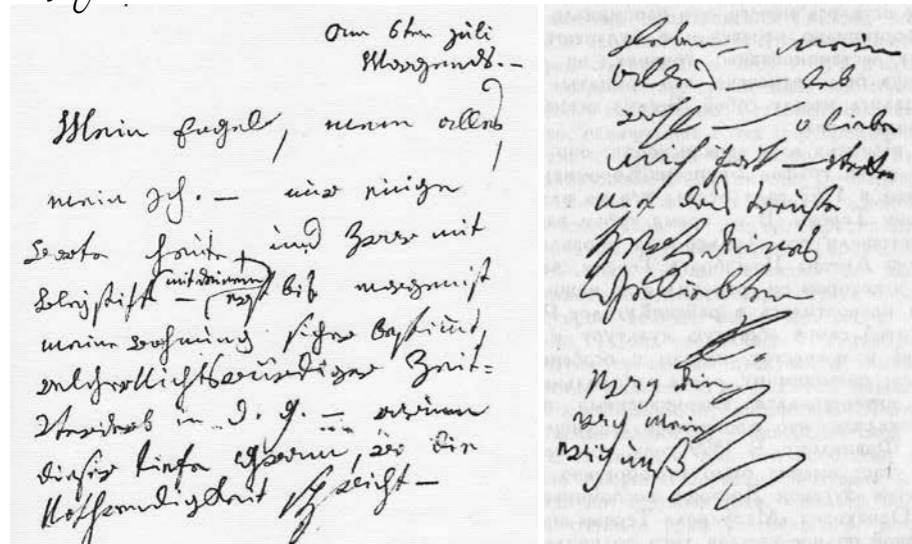 Am 6ten Juli
Morgends. —
Mein Engel, mein alles
mein Ich. — nur einige
Worte heute, und zwar mit
Bleystift — (mit deinem) erst bis morgen ist
meine wohnung sicher bestimt,
welcher Nichtswürdiger Zeit-
Verderb in d. g. — warum
dieser tiefe Gram, wo die
Nothwendigkeit spricht —
Leben — mein
alles — leb
wohl — o liebe
mich fort — verken
nie das treuste
Herz deines
Geliebten
ewig dein
ewig mein
ewig unß